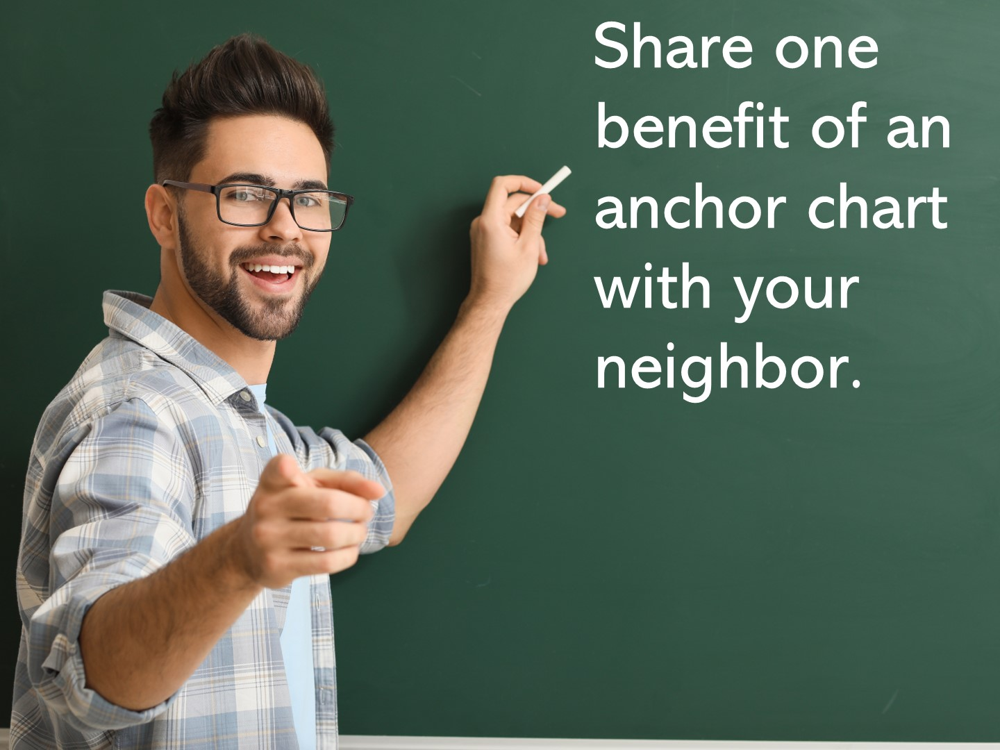 Share one
benefit of an
anchor chart
with your
neighbor.